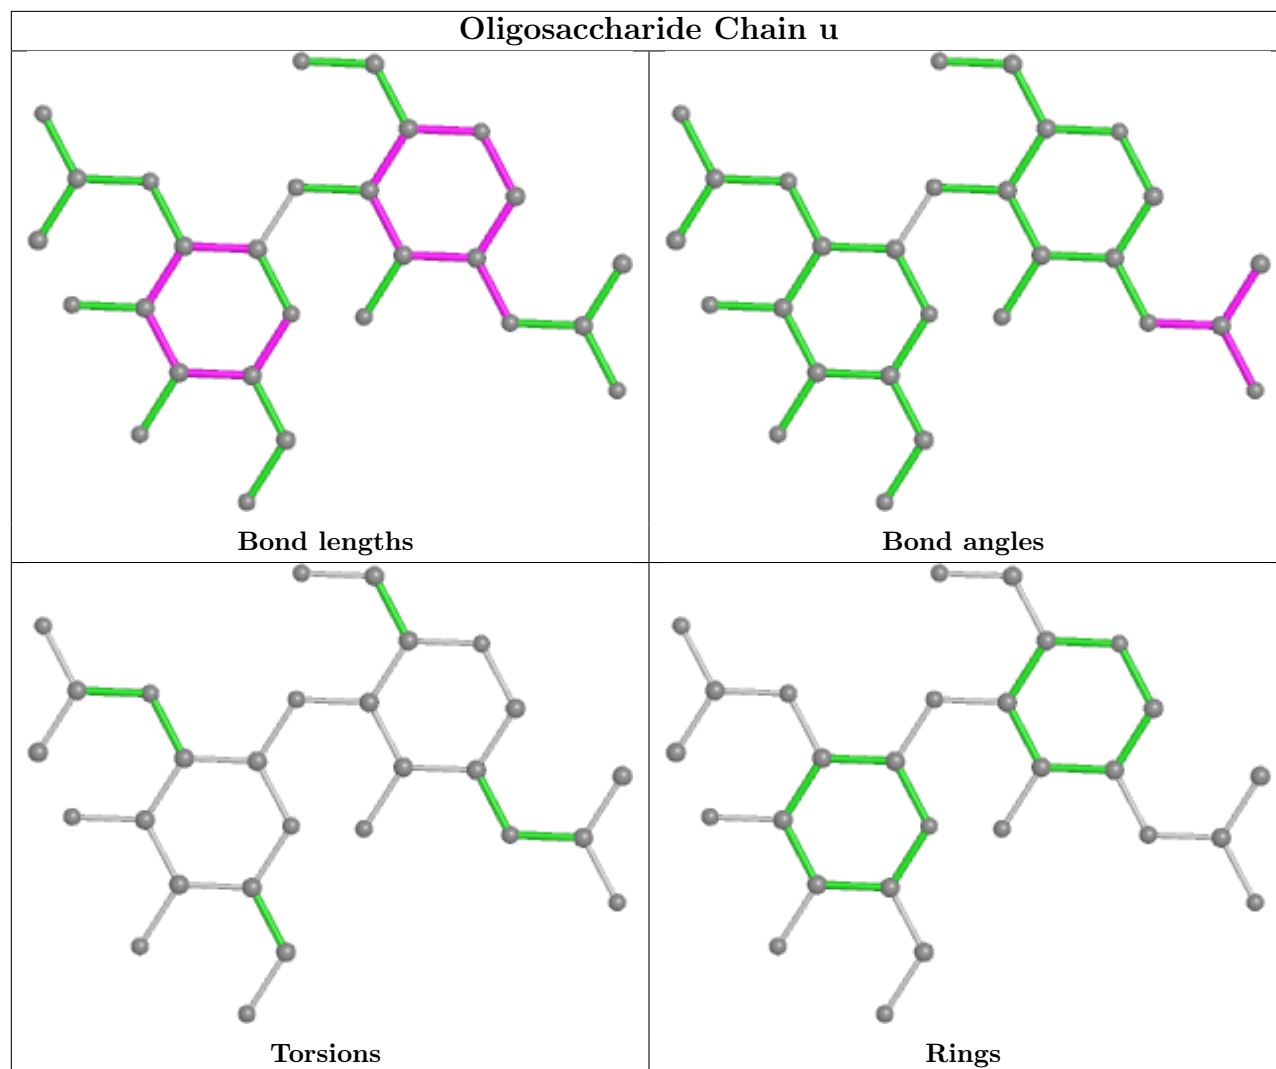 Oligosaccharide Chain u
Bond lengths
Bond angles
Torsions
Rings